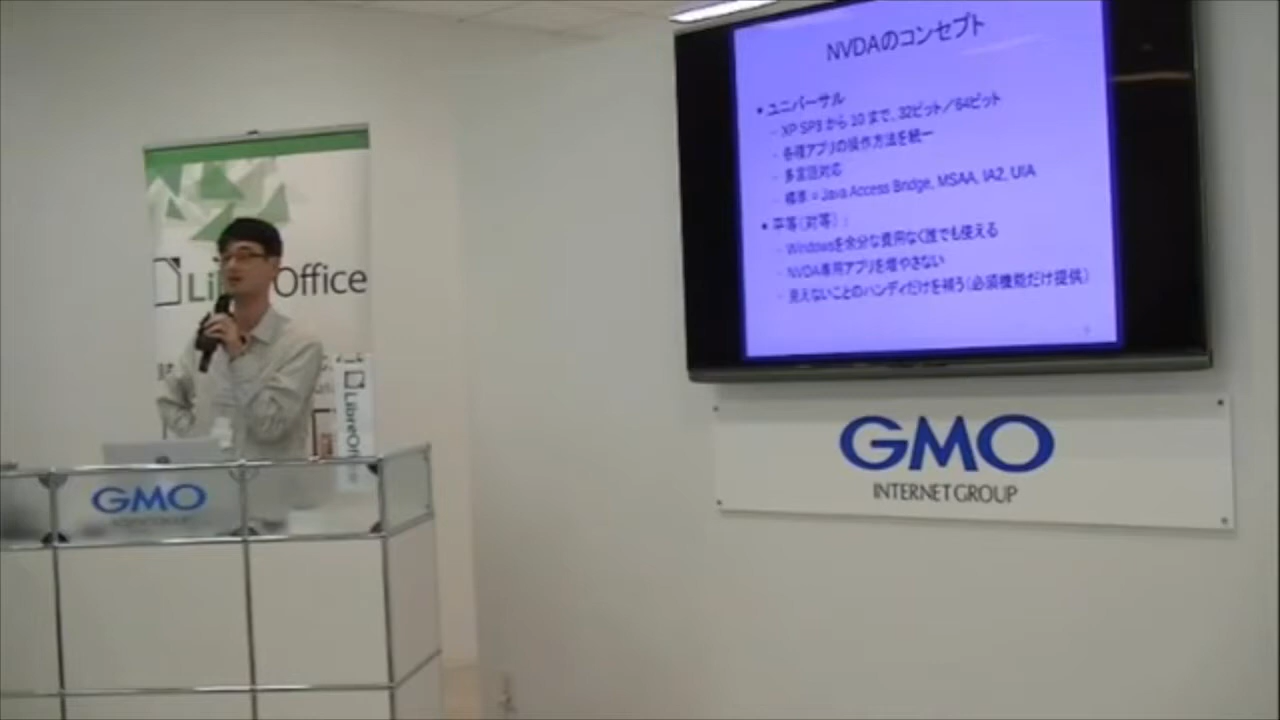 NVDAのコンセプト
• ユニバーサル
- XP SP3 から 10 まで、32ビット／64ビット
- 各種アプリの操作方法を統一
- 多言語対応
- 標準 = Java Access Bridge, MSAA, IA2, UIA
• 平等（対等）：
- Windowsを余分な費用なく誰でも使える
- NVDA専用アプリを増やさない
- 見えないことのハンディだけを補う（必須機能だけ提供）
9
Li Office
LibreOf
GMO
GMO
INTERNET GROUP